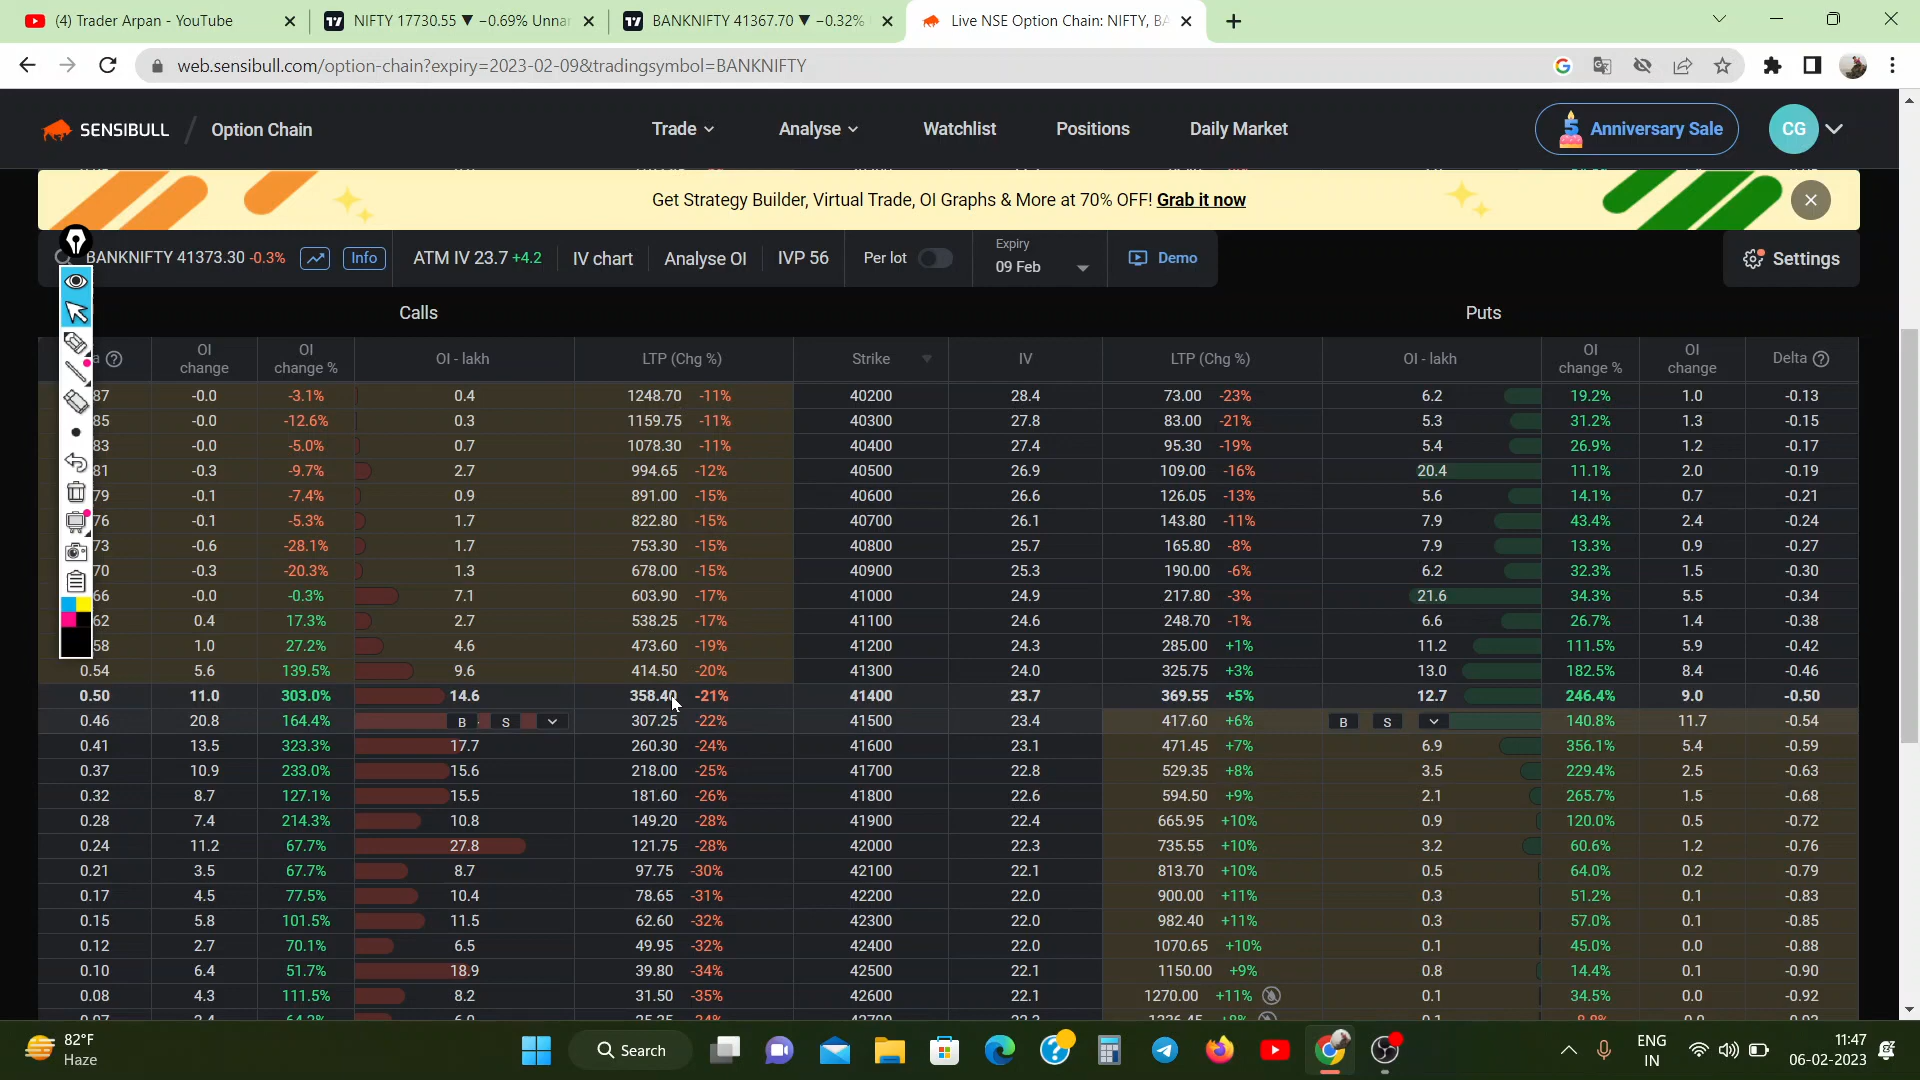 (4) Trader Arpan - YouTube
NIFTY 17730.55 ▼ −0.69% Unna
BANKNIFTY 41367.70 ▼ −0.32%
Live NSE Option Chain: NIFTY, BA
web.sensibull.com/option-chain?expiry=2023-02-09&tradingsymbol=BANKNIFTY
SENSIBULL / Option Chain
Trade Analyse Watchlist Positions Daily Market
5 Anniversary Sale
CG
Get Strategy Builder, Virtual Trade, OI Graphs & More at 70% OFF! Grab it now
BANKNIFTY 41373.30 -0.3% Info ATM IV 23.7 +4.2 IV chart Analyse OI IVP 56 Per lot Expiry 09 Feb Demo Settings
Calls Puts
a OI change OI change % OI - lakh LTP (Chg %) Strike IV LTP (Chg %) OI - lakh OI change % OI change Delta
87 -0.0 -3.1% 0.4 1248.70 -11% 40200 28.4 73.00 -23% 6.2 19.2% 1.0 -0.13
85 -0.0 -12.6% 0.3 1159.75 -11% 40300 27.8 83.00 -21% 5.3 31.2% 1.3 -0.15
83 -0.0 -5.0% 0.7 1078.30 -11% 40400 27.4 95.30 -19% 5.4 26.9% 1.2 -0.17
81 -0.3 -9.7% 2.7 994.65 -12% 40500 26.9 109.00 -16% 20.4 11.1% 2.0 -0.19
79 -0.1 -7.4% 0.9 891.00 -15% 40600 26.6 126.05 -13% 5.6 14.1% 0.7 -0.21
76 -0.1 -5.3% 1.7 822.80 -15% 40700 26.1 143.80 -11% 7.9 43.4% 2.4 -0.24
73 -0.6 -28.1% 1.7 753.30 -15% 40800 25.7 165.80 -8% 7.9 13.3% 0.9 -0.27
70 -0.3 -20.3% 1.3 678.00 -15% 40900 25.3 190.00 -6% 6.2 32.3% 1.5 -0.30
66 -0.0 -0.3% 7.1 603.90 -17% 41000 24.9 217.80 -3% 21.6 34.3% 5.5 -0.34
62 0.4 17.3% 2.7 538.25 -17% 41100 24.6 248.70 -1% 6.6 26.7% 1.4 -0.38
58 1.0 27.2% 4.6 473.60 -19% 41200 24.3 285.00 +1% 11.2 111.5% 5.9 -0.42
0.54 5.6 139.5% 9.6 414.50 -20% 41300 24.0 325.75 +3% 13.0 182.5% 8.4 -0.46
0.50 11.0 303.0% 14.6 358.40 -21% 41400 23.7 369.55 +5% 12.7 246.4% 9.0 -0.50
0.46 20.8 164.4% B S 307.25 -22% 41500 23.4 417.60 +6% B S 140.8% 11.7 -0.54
0.41 13.5 323.3% 17.7 260.30 -24% 41600 23.1 471.45 +7% 6.9 356.1% 5.4 -0.59
0.37 10.9 233.0% 15.6 218.00 -25% 41700 22.8 529.35 +8% 3.5 229.4% 2.5 -0.63
0.32 8.7 127.1% 15.5 181.60 -26% 41800 22.6 594.50 +9% 2.1 265.7% 1.5 -0.68
0.28 7.4 214.3% 10.8 149.20 -28% 41900 22.4 665.95 +10% 0.9 120.0% 0.5 -0.72
0.24 11.2 67.7% 27.8 121.75 -28% 42000 22.3 735.55 +10% 3.2 60.6% 1.2 -0.76
0.21 3.5 67.7% 8.7 97.75 -30% 42100 22.1 813.70 +10% 0.5 64.0% 0.2 -0.79
0.17 4.5 77.5% 10.4 78.65 -31% 42200 22.0 900.00 +11% 0.3 51.2% 0.1 -0.83
0.15 5.8 101.5% 11.5 62.60 -32% 42300 22.0 982.40 +11% 0.3 57.0% 0.1 -0.85
0.12 2.7 70.1% 6.5 49.95 -32% 42400 22.0 1070.65 +10% 0.1 45.0% 0.0 -0.88
0.10 6.4 51.7% 18.9 39.80 -34% 42500 22.1 1150.00 +9% 0.8 14.4% 0.1 -0.90
0.08 4.3 111.5% 8.2 31.50 -35% 42600 22.1 1270.00 +11% 0.1 34.5% 0.0 -0.92
82°F
Haze
Search
ENG
IN
11:47
06-02-2023